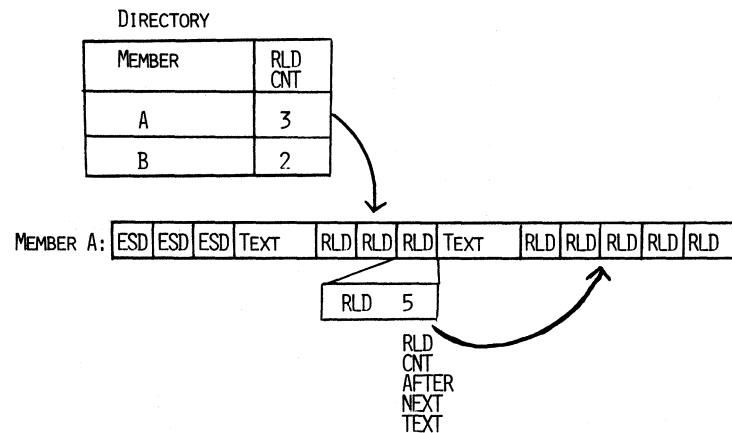 DIRECTORY
MEMBER RLD
CNT
A 3
B 2
MEMBER A: ESD ESD ESD TEXT RLD RLD RLD TEXT RLD RLD RLD RLD RLD
RLD 5
RLD
CNT
AFTER
NEXT
TEXT